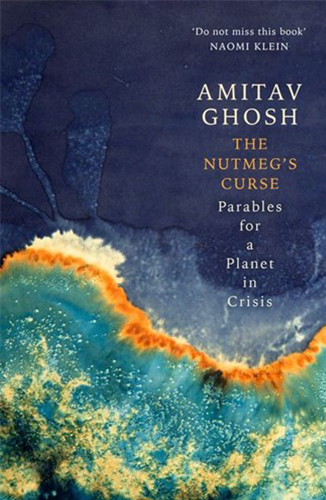 ‘Do not miss this book’
NAOMI KLEIN
AMITAV
GHOSH
THE
NUTMEG’S
CURSE
Parables
for
a
Planet
in
Crisis